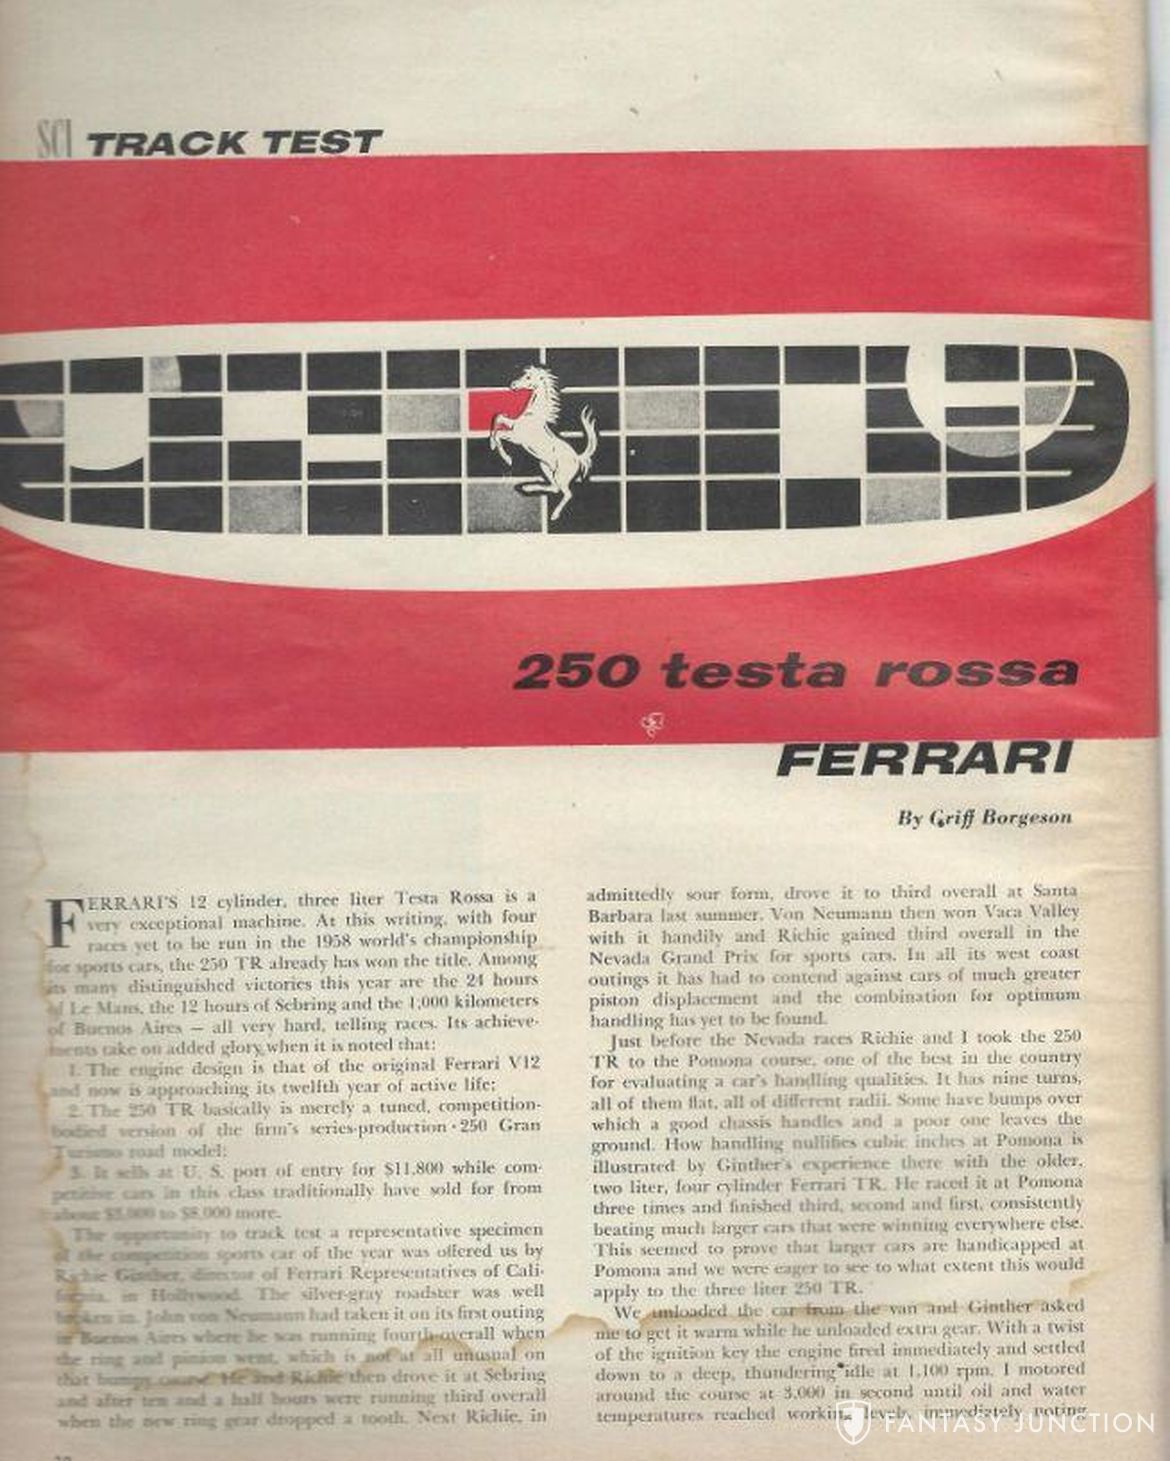 SCI TRACK TEST
250 testa rossa
FERRARI
By Griff Borgeson
FERRARI'S 12 cylinder, three liter Testa Rossa is a
very exceptional machine. At this writing, with four
races yet to be run in the 1958 world's championship
for sports cars, the 250 TR already has won the title. Among
its many distinguished victories this year are the 24 hours
of Le Mans, the 12 hours of Sebring and the 1,000 kilometers
of Buenos Aires — all very hard, telling races. Its achieve-
ments take on added glory when it is noted that:
1. The engine design is that of the original Ferrari V12
and now is approaching its twelfth year of active life;
2. The 250 TR basically is merely a tuned, competition-
bodied version of the firm's series-production 250 Gran
Turismo road model;
3. It sells at U. S. port of entry for $11,800 while com-
petitive cars in this class traditionally have sold for from
about to $8,000 more.
The opportunity to track test a representative specimen
of the competition sports car of the year was offered us by
Richie Ginther, director of Ferrari Representatives of Cali-
fornia, in Hollywood. The silver-gray roadster was well
broken in. John von Neumann had taken it on its first outing
in Buenos Aires where he was running fourth overall when
the ring and pinion went, which is not at all unusual on
that bumpy course. He and Richie then drove it at Sebring
and after ten and a half hours were running third overall
when the new ring gear dropped a tooth. Next Richie, in
admittedly sour form, drove it to third overall at Santa
Barbara last summer. Von Neumann then won Vaca Valley
with it handily and Richie gained third overall in the
Nevada Grand Prix for sports cars. In all its west coast
outings it has had to contend against cars of much greater
piston displacement and the combination for optimum
handling has yet to be found.
Just before the Nevada races Richie and I took the 250
TR to the Pomona course, one of the best in the country
for evaluating a car's handling qualities. It has nine turns,
all of them flat, all of different radii. Some have bumps over
which a good chassis handles and a poor one leaves the
ground. How handling nullifies cubic inches at Pomona is
illustrated by Ginther's experience there with the older,
two liter, four cylinder Ferrari TR. He raced it at Pomona
three times and finished third, second and first, consistently
beating much larger cars that were winning everywhere else.
This seemed to prove that larger cars are handicapped at
Pomona and we were eager to see to what extent this would
apply to the three liter 250 TR.
We unloaded the car from the van and Ginther asked
me to get it warm while he unloaded extra gear. With a twist
of the ignition key the engine fired immediately and settled
down to a deep, thundering idle at 1,100 rpm. I motored
around the course at 3,000 in second until oil and water
temperatures reached working levels, immediately noting
FANTASY JUNCTION